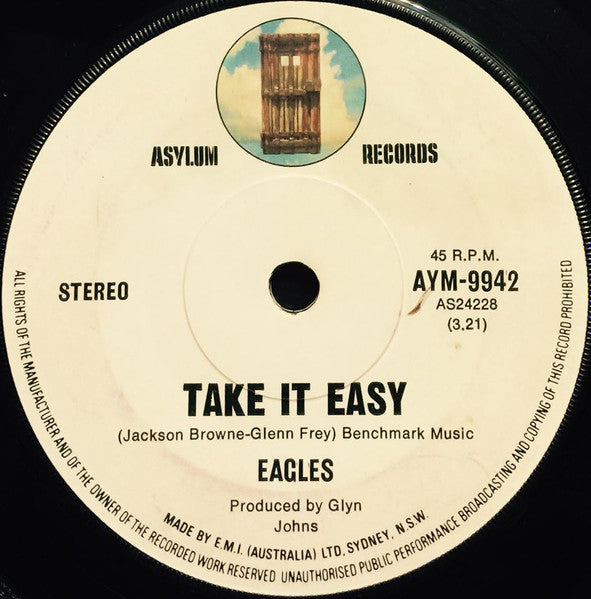 ASYLUM RECORDS
45 R.P.M.
STEREO AYM-9942
AS24228
(3.21)
TAKE IT EASY
(Jackson Browne-Glenn Frey) Benchmark Music
EAGLES
Produced by Glyn
Johns
MADE BY E.M.I. (AUSTRALIA) LTD, SYDNEY, N.S.W.
ALL RIGHTS OF THE MANUFACTURER AND OF THE OWNER OF THE RECORDED WORK RESERVED UNAUTHORISED PUBLIC PERFORMANCE BROADCASTING AND COPYING OF THIS RECORD PROHIBITED